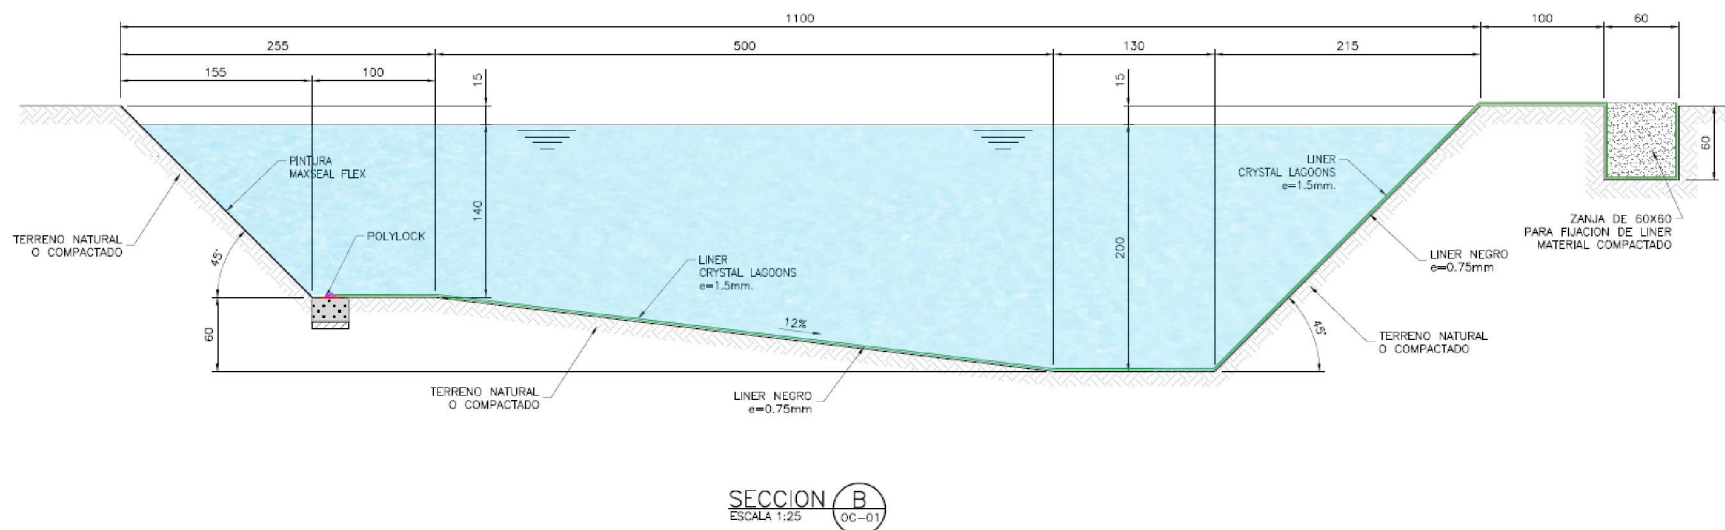 1100
100
60
255
500
130
215
155
100
15
15
PINTURA
MAXSEAL FLEX
LINER
CRYSTAL LAGOONS
e=1.5mm.
60
140
200
TERRENO NATURAL
O COMPACTADO
POLYLOCK
ZANJA DE 60X60
PARA FIJACION DE LINER
MATERIAL COMPACTADO
45°
LINER
CRYSTAL LAGOONS
e=1.5mm.
LINER NEGRO
e=0.75mm
60
12%
45°
TERRENO NATURAL
O COMPACTADO
TERRENO NATURAL
O COMPACTADO
LINER NEGRO
e=0.75mm
SECCION B
ESCALA 1:25 OC-01